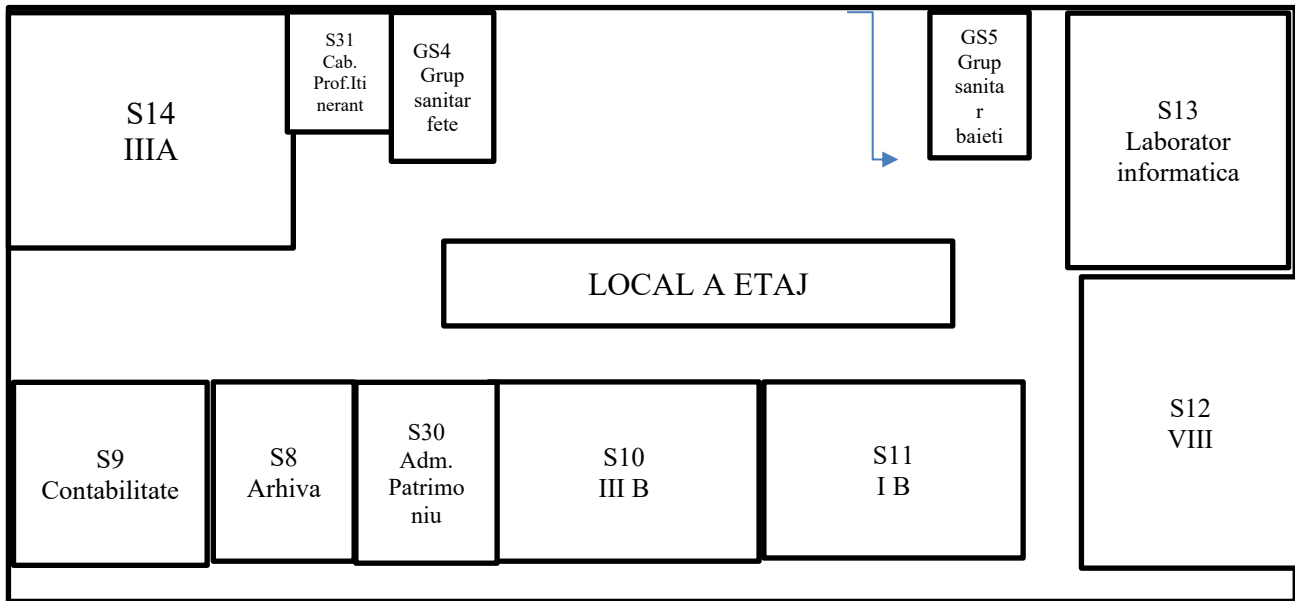 S14
IIIA
S31
Cab.
Prof.Iti
nerant
GS4
Grup
sanitar
fete
GS5
Grup
sanita
r
baieti
S13
Laborator
informatica
LOCAL A ETAJ
S9
Contabilitate
S8
Arhiva
S30
Adm.
Patrimo
niu
S10
III B
S11
I B
S12
VIII